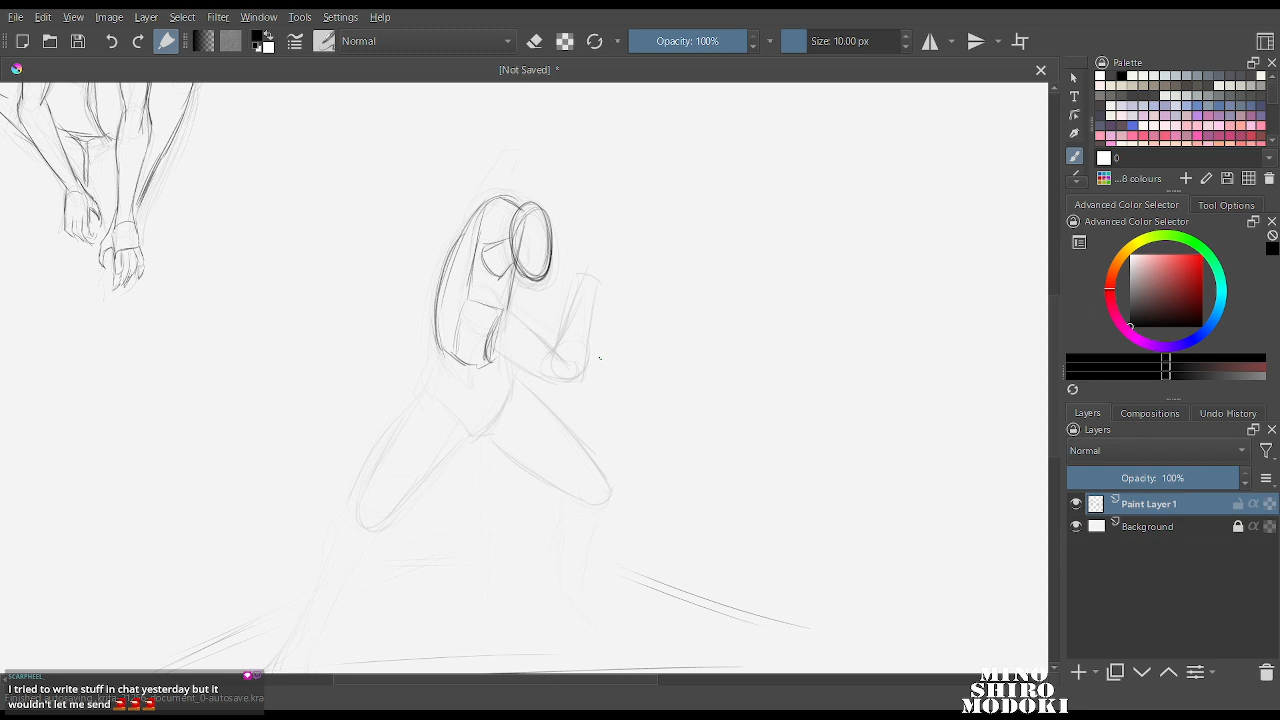 File Edit View Image Layer Select Filter Window Tools Settings Help
Normal Opacity: 100% Size: 10.00 px
[Not Saved] *
Palette
0
...8 colours
Advanced Color Selector Tool Options
Advanced Color Selector
Layers Compositions Undo History
Layers
Normal
Opacity: 100%
Paint Layer 1
Background
SCARPHEEL_
I tried to write stuff in chat yesterday but it
wouldn't let me send
MINO
SHIRO
MODOKI